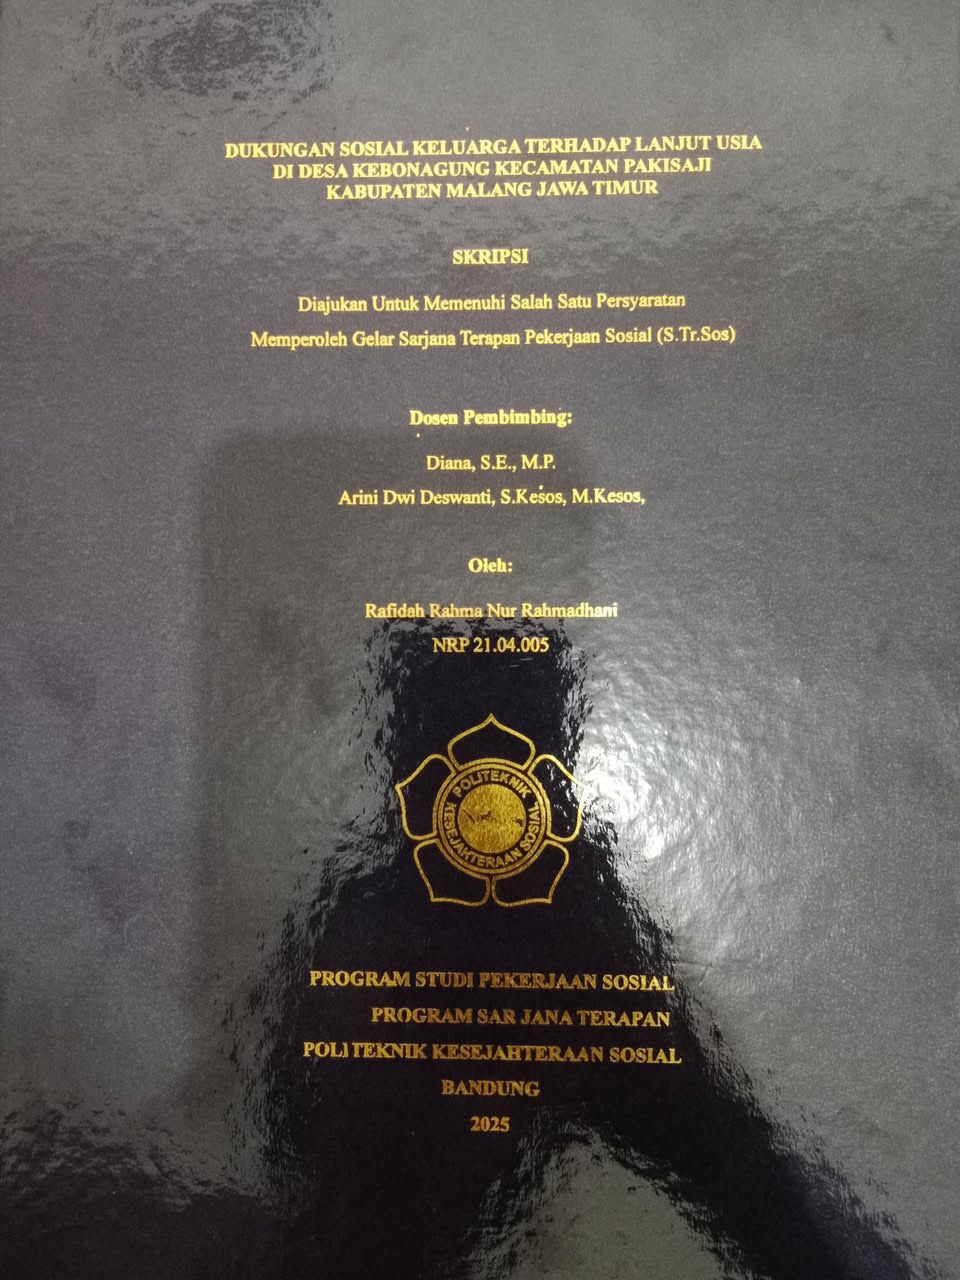 DUKUNGAN SOSIAL KELUARGA TERHADAP LANJUT USIA
DI DESA KEBONAGUNG KECAMATAN PAKISAJI
KABUPATEN MALANG JAWA TIMUR
SKRIPSI
Diajukan Untuk Memenuhi Salah Satu Persyaratan
Memperoleh Gelar Sarjana Terapan Pekerjaan Sosial (S.Tr.Sos)
Dosen Pembimbing:
Diana, S.E., M.P.
Arini Dwi Deswanti, S.Kesos, M.Kesos,
Oleh:
Rafidah Rahma Nur Rahmadhani
NRP 21.04.005
POLITEKNIK
KESEJAHTERAAN SOSIAL
PROGRAM STUDI PEKERJAAN SOSIAL
PROGRAM SAR JANA TERAPAN
POLI TEKNIK KESEJAHTERAAN SOSIAL
BANDUNG
2025